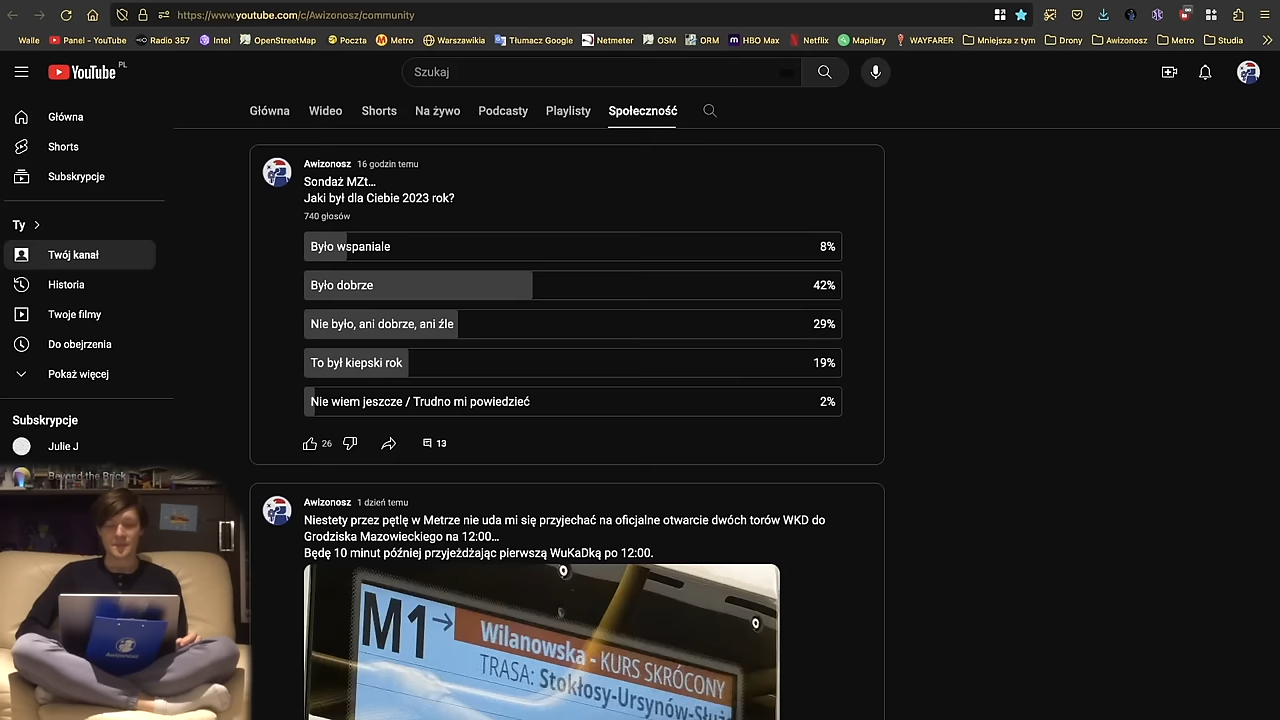 https://www.youtube.com/c/Awizonosz/community
Walle Panel - YouTube Radio 357 Intel OpenStreetMap Poczta Metro Warszawikia Tłumacz Google Netmeter OSM ORM HBO Max Netflix Mapilary WAYFARER Mniejsza z tym Drony Awizonosz Metro Studia
YouTube PL
Szukaj
Główna Wideo Shorts Na żywo Podcasty Playlisty Społeczność
Główna
Shorts
Subskrypcje
Ty
Twój kanał
Historia
Twoje filmy
Do obejrzenia
Pokaż więcej
Subskrypcje
Julie J
Beyond the Brick
Awizonosz 16 godzin temu
Sondaż MZt...
Jaki był dla Ciebie 2023 rok?
740 głosów
Było wspaniale 8%
Było dobrze 42%
Nie było, ani dobrze, ani źle 29%
To był kiepski rok 19%
Nie wiem jeszcze / Trudno mi powiedzieć 2%
26 13
Awizonosz 1 dzień temu
Niestety przez pętlę w Metrze nie uda mi się przyjechać na oficjalne otwarcie dwóch torów WKD do
Grodziska Mazowieckiego na 12:00...
Będę 10 minut później przyjeżdżając pierwszą WuKaDką po 12:00.
M1 → Wilanowska - KURS SKRÓCONY
TRASA: Stokłosy-Ursynów-Służ
Awizonosz